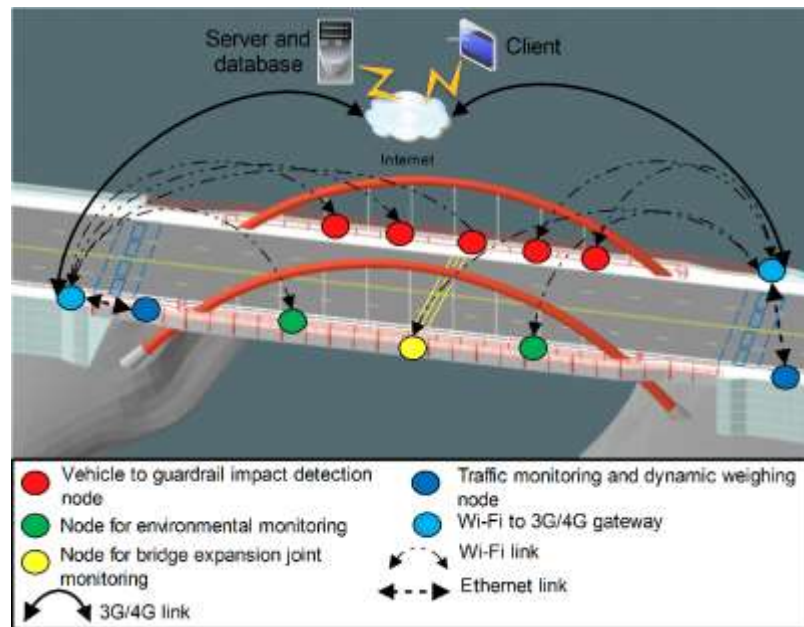 Server and
database
Client
Internet
Vehicle to guardrail impact detection
node
Node for environmental monitoring
Node for bridge expansion joint
monitoring
3G/4G link
Traffic monitoring and dynamic weighing
node
Wi-Fi to 3G/4G gateway
Wi-Fi link
Ethernet link